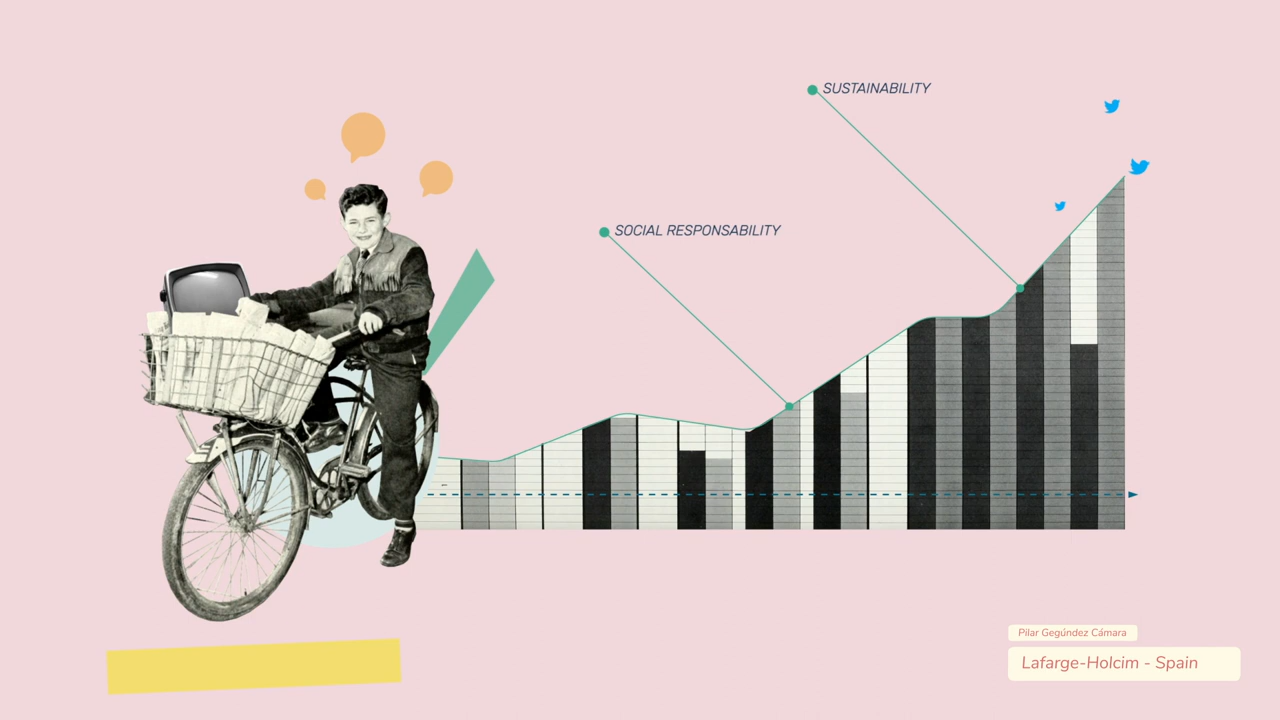 SUSTAINABILITY
SOCIAL RESPONSABILITY
Pilar Gegúndez Cámara
Lafarge-Holcim - Spain